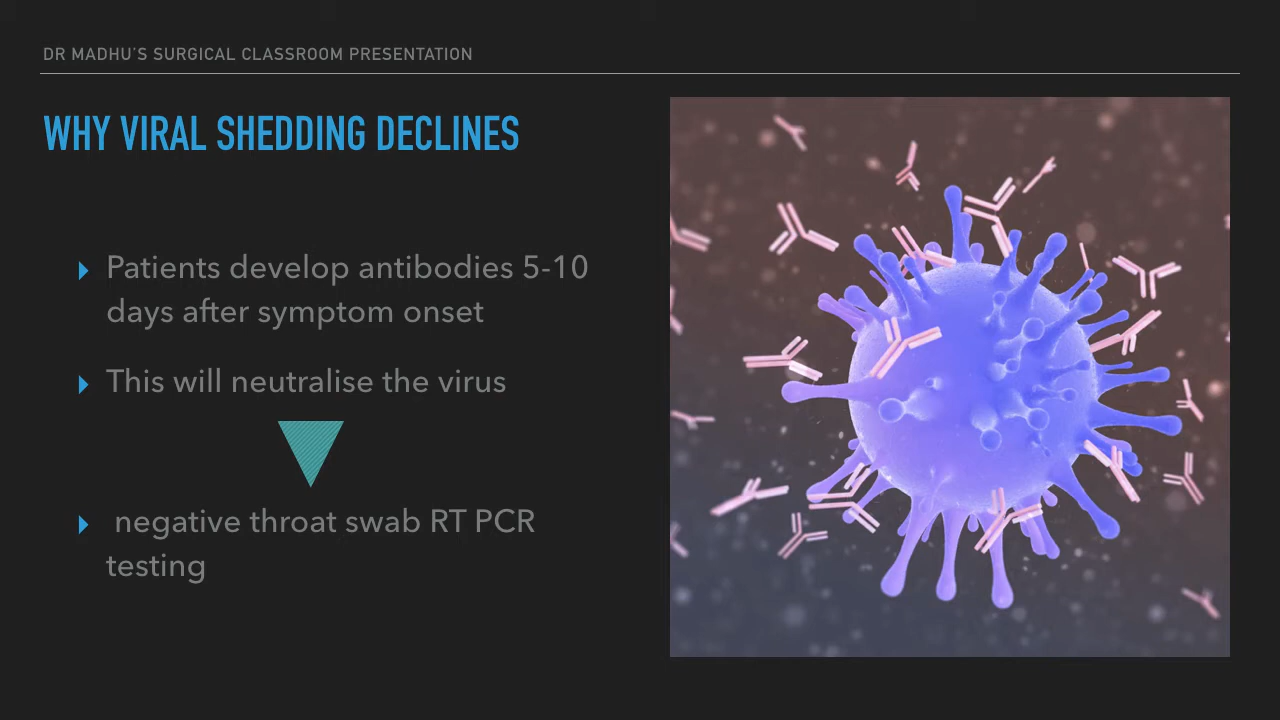 DR MADHU'S SURGICAL CLASSROOM PRESENTATION
WHY VIRAL SHEDDING DECLINES
Patients develop antibodies 5-10
days after symptom onset
This will neutralise the virus
negative throat swab RT PCR
testing